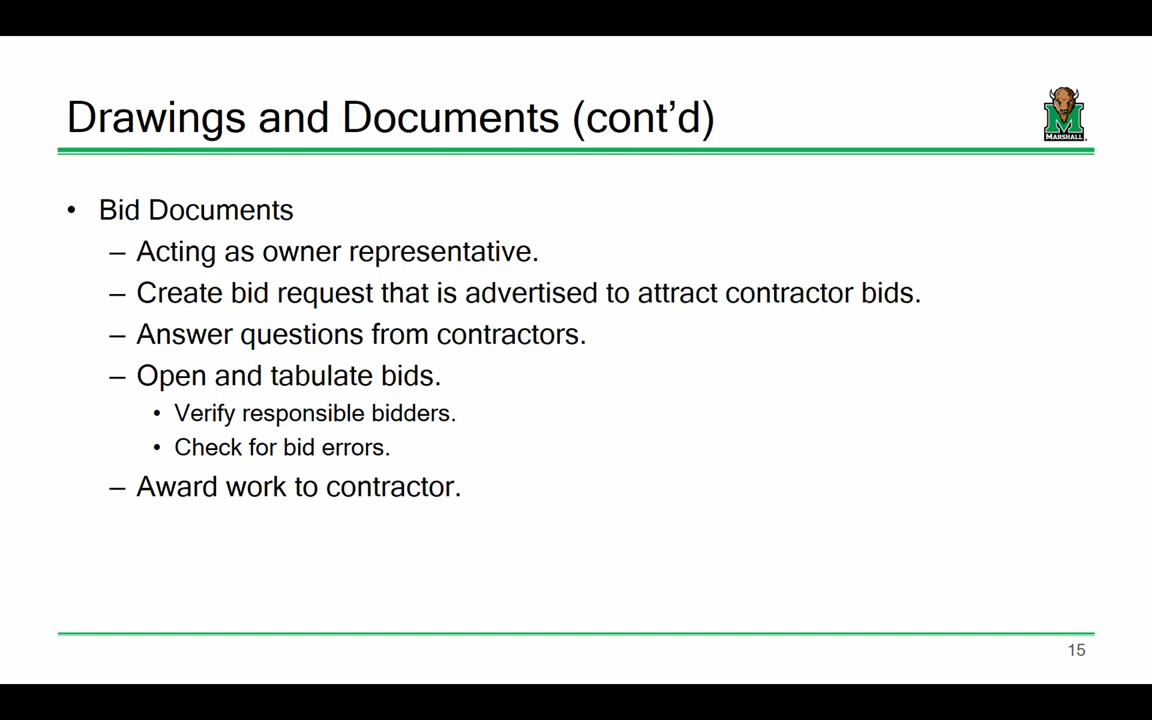 Drawings and Documents (cont’d)
M
MARSHALL
• Bid Documents
– Acting as owner representative.
– Create bid request that is advertised to attract contractor bids.
– Answer questions from contractors.
– Open and tabulate bids.
• Verify responsible bidders.
• Check for bid errors.
– Award work to contractor.
15